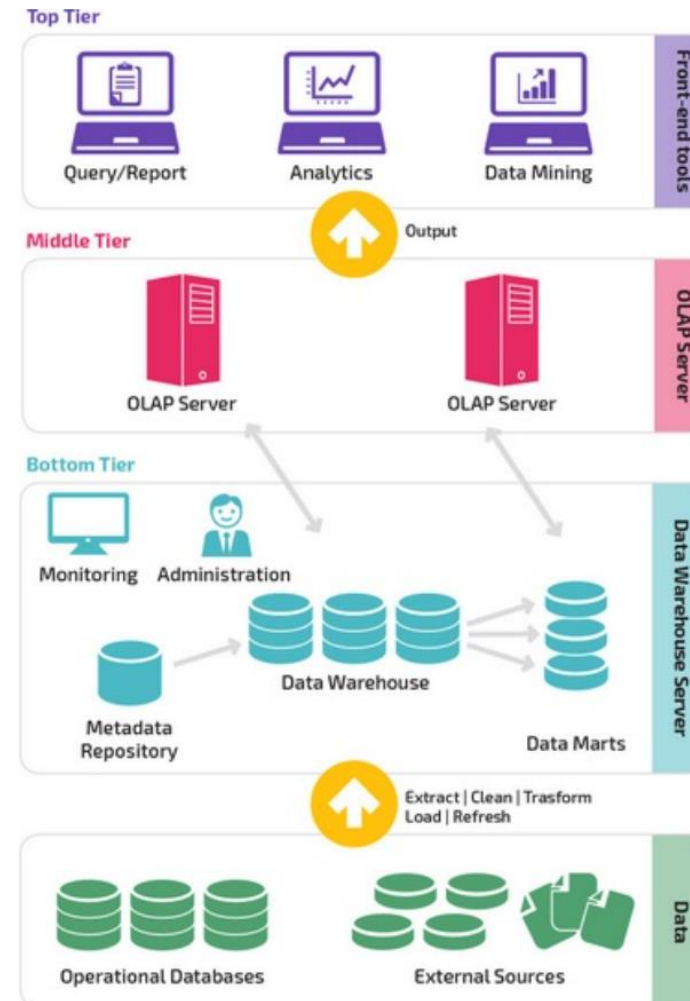 Top Tier
Query/Report
Analytics
Data Mining
Front-end tools
Output
Middle Tier
OLAP Server
OLAP Server
OLAP Server
Bottom Tier
Monitoring
Administration
Data Warehouse
Metadata
Repository
Data Marts
Data Warehouse Server
Extract | Clean | Trasform
Load | Refresh
Operational Databases
External Sources
Data